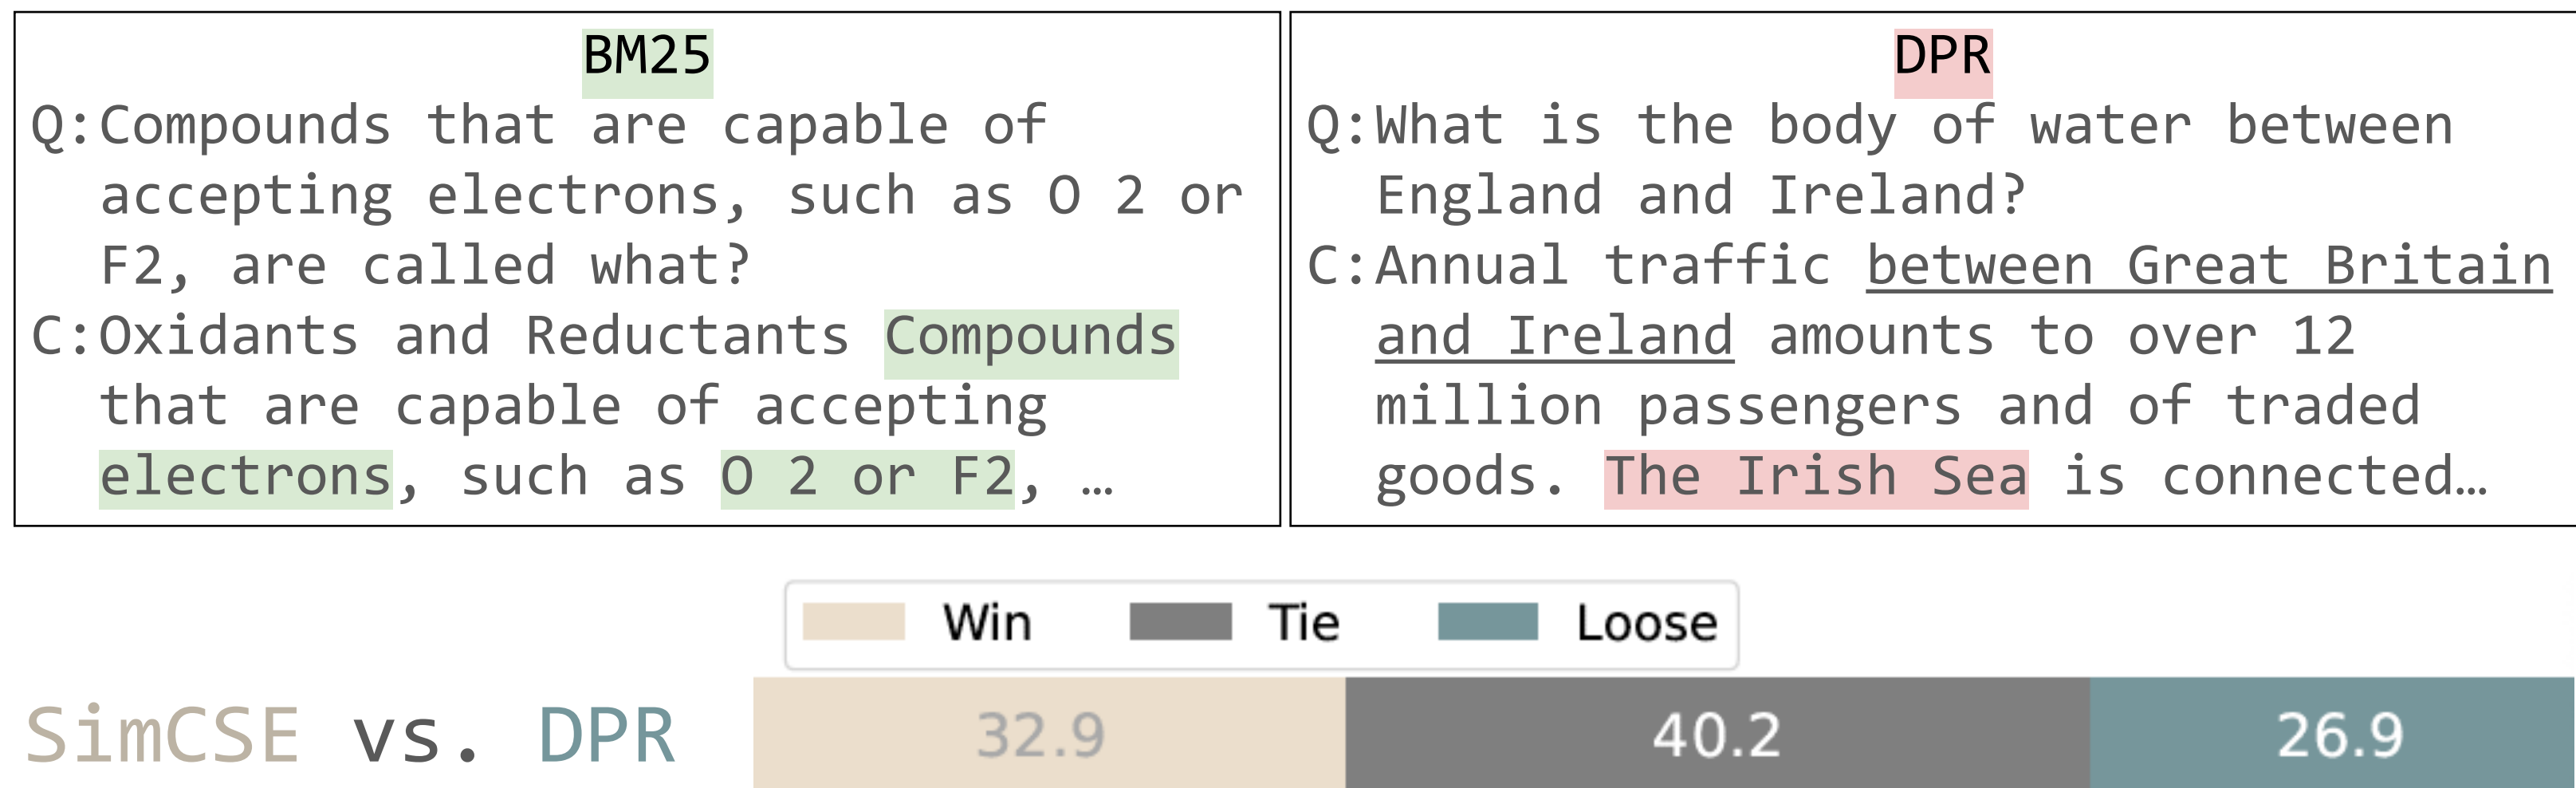 BM25
Q:Compounds that are capable of
accepting electrons, such as O 2 or
F2, are called what?
C:Oxidants and Reductants Compounds
that are capable of accepting
electrons, such as O 2 or F2, …
DPR
Q:What is the body of water between
England and Ireland?
C:Annual traffic between Great Britain
and Ireland amounts to over 12
million passengers and of traded
goods. The Irish Sea is connected…
Win Tie Loose
SimCSE vs. DPR 32.9 40.2 26.9